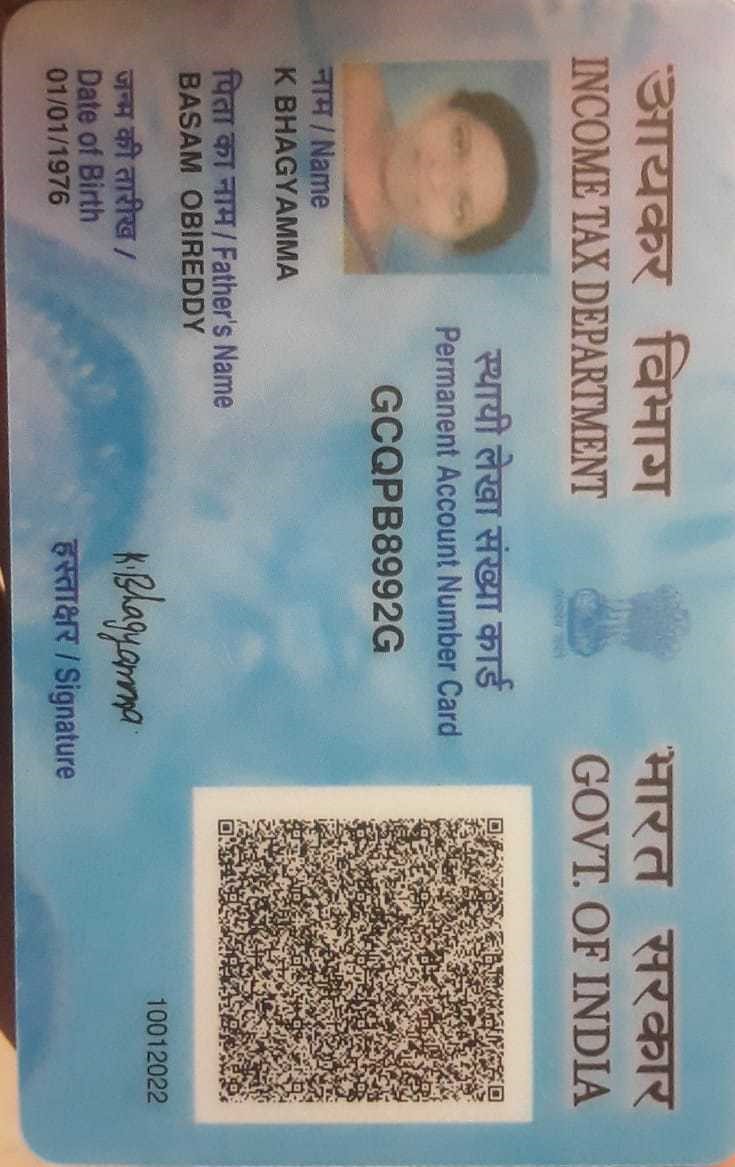 आयकर विभाग
INCOME TAX DEPARTMENT
भारत सरकार
GOVT. OF INDIA
स्थायी लेखा संख्या कार्ड
Permanent Account Number Card
GCQPB8992G
नाम / Name
K BHAGYAMMA
पिता का नाम / Father's Name
BASAM OBIREDDY
जन्म की तारीख /
Date of Birth
01/01/1976
K.Bhagyamma
हस्ताक्षर / Signature
10012022